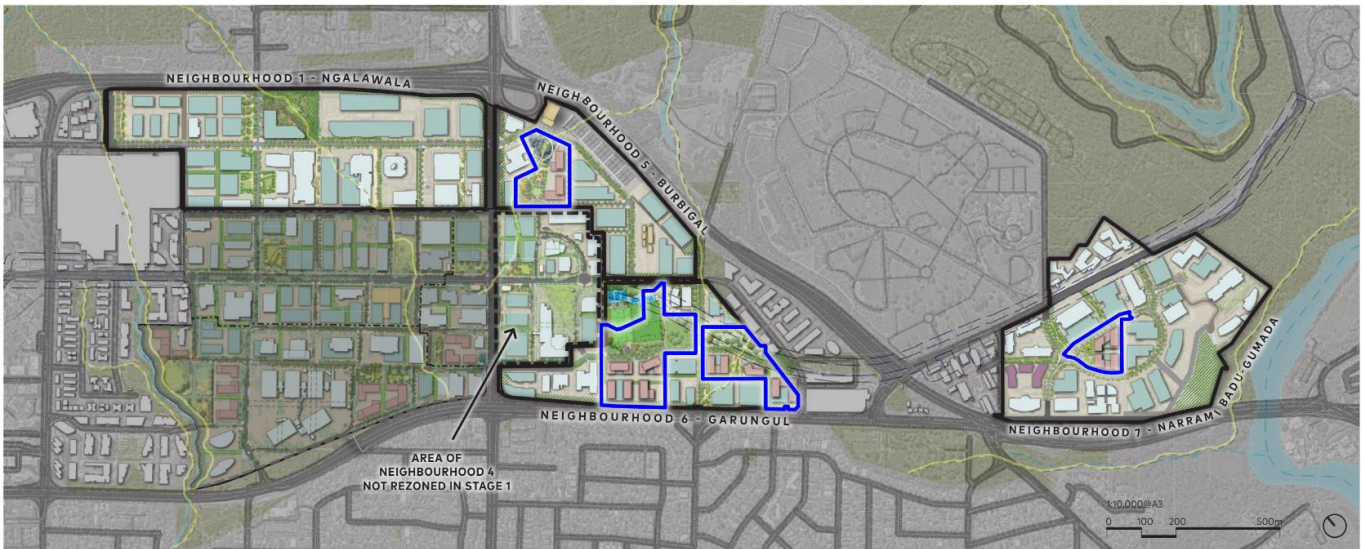 NEIGHBOURHOOD 1 - NGALAWALA
NEIGHBOURHOOD 5 - BURBIGAL
NEIGHBOURHOOD 6 - GARUNGUL
NEIGHBOURHOOD 7 - NARRAMI BADU-GUMADA
AREA OF
NEIGHBOURHOOD 4
NOT REZONED IN STAGE 1
1:10,000@A3
0 100 200 500m